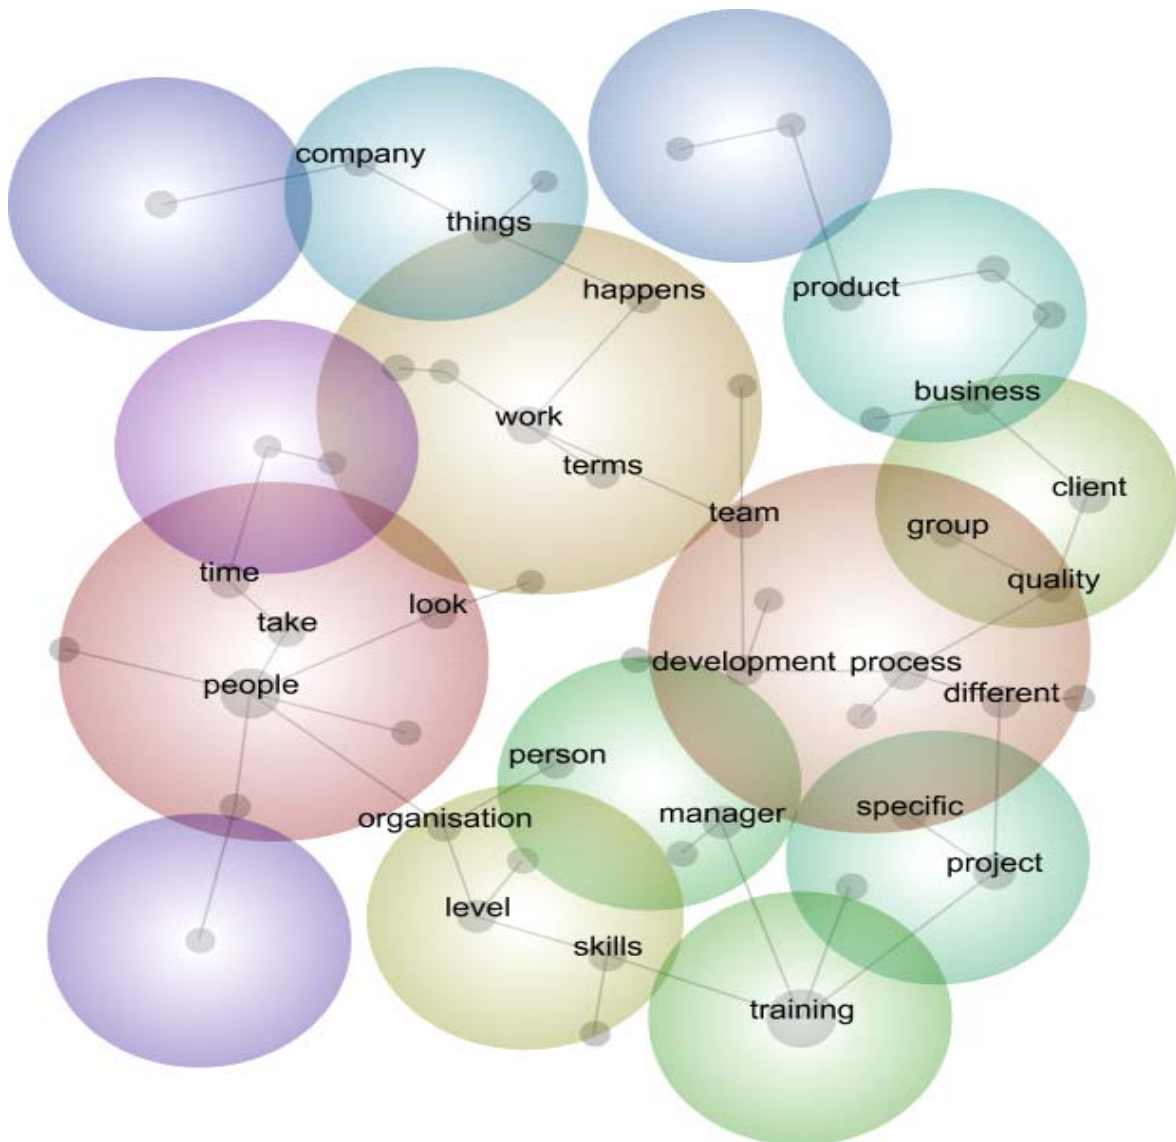 company
things
happens
product
business
work
terms
client
team
group
time
quality
look
take
people
development
process
different
person
organisation
manager
specific
project
level
skills
training